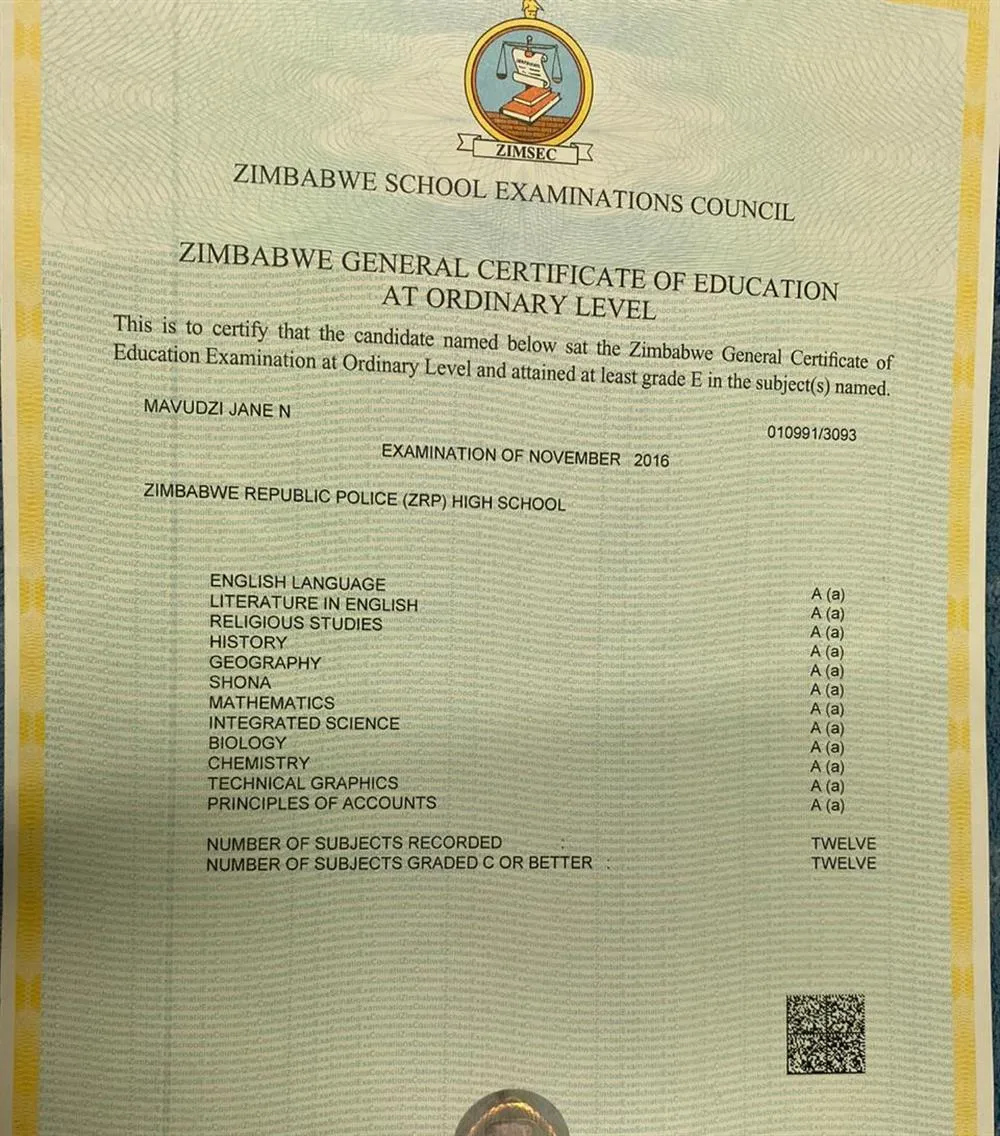 ZIMSEC
ZIMBABWE SCHOOL EXAMINATIONS COUNCIL
ZIMBABWE GENERAL CERTIFICATE OF EDUCATION
AT ORDINARY LEVEL
This is to certify that the candidate named below sat the Zimbabwe General Certificate of
Education Examination at Ordinary Level and attained at least grade E in the subject(s) named.
MAVUDZI JANE N
010991/3093
EXAMINATION OF NOVEMBER 2016
ZIMBABWE REPUBLIC POLICE (ZRP) HIGH SCHOOL
ENGLISH LANGUAGE A (a)
LITERATURE IN ENGLISH A (a)
RELIGIOUS STUDIES A (a)
HISTORY A (a)
GEOGRAPHY A (a)
SHONA A (a)
MATHEMATICS A (a)
INTEGRATED SCIENCE A (a)
BIOLOGY A (a)
CHEMISTRY A (a)
TECHNICAL GRAPHICS A (a)
PRINCIPLES OF ACCOUNTS A (a)
NUMBER OF SUBJECTS RECORDED : TWELVE
NUMBER OF SUBJECTS GRADED C OR BETTER : TWELVE